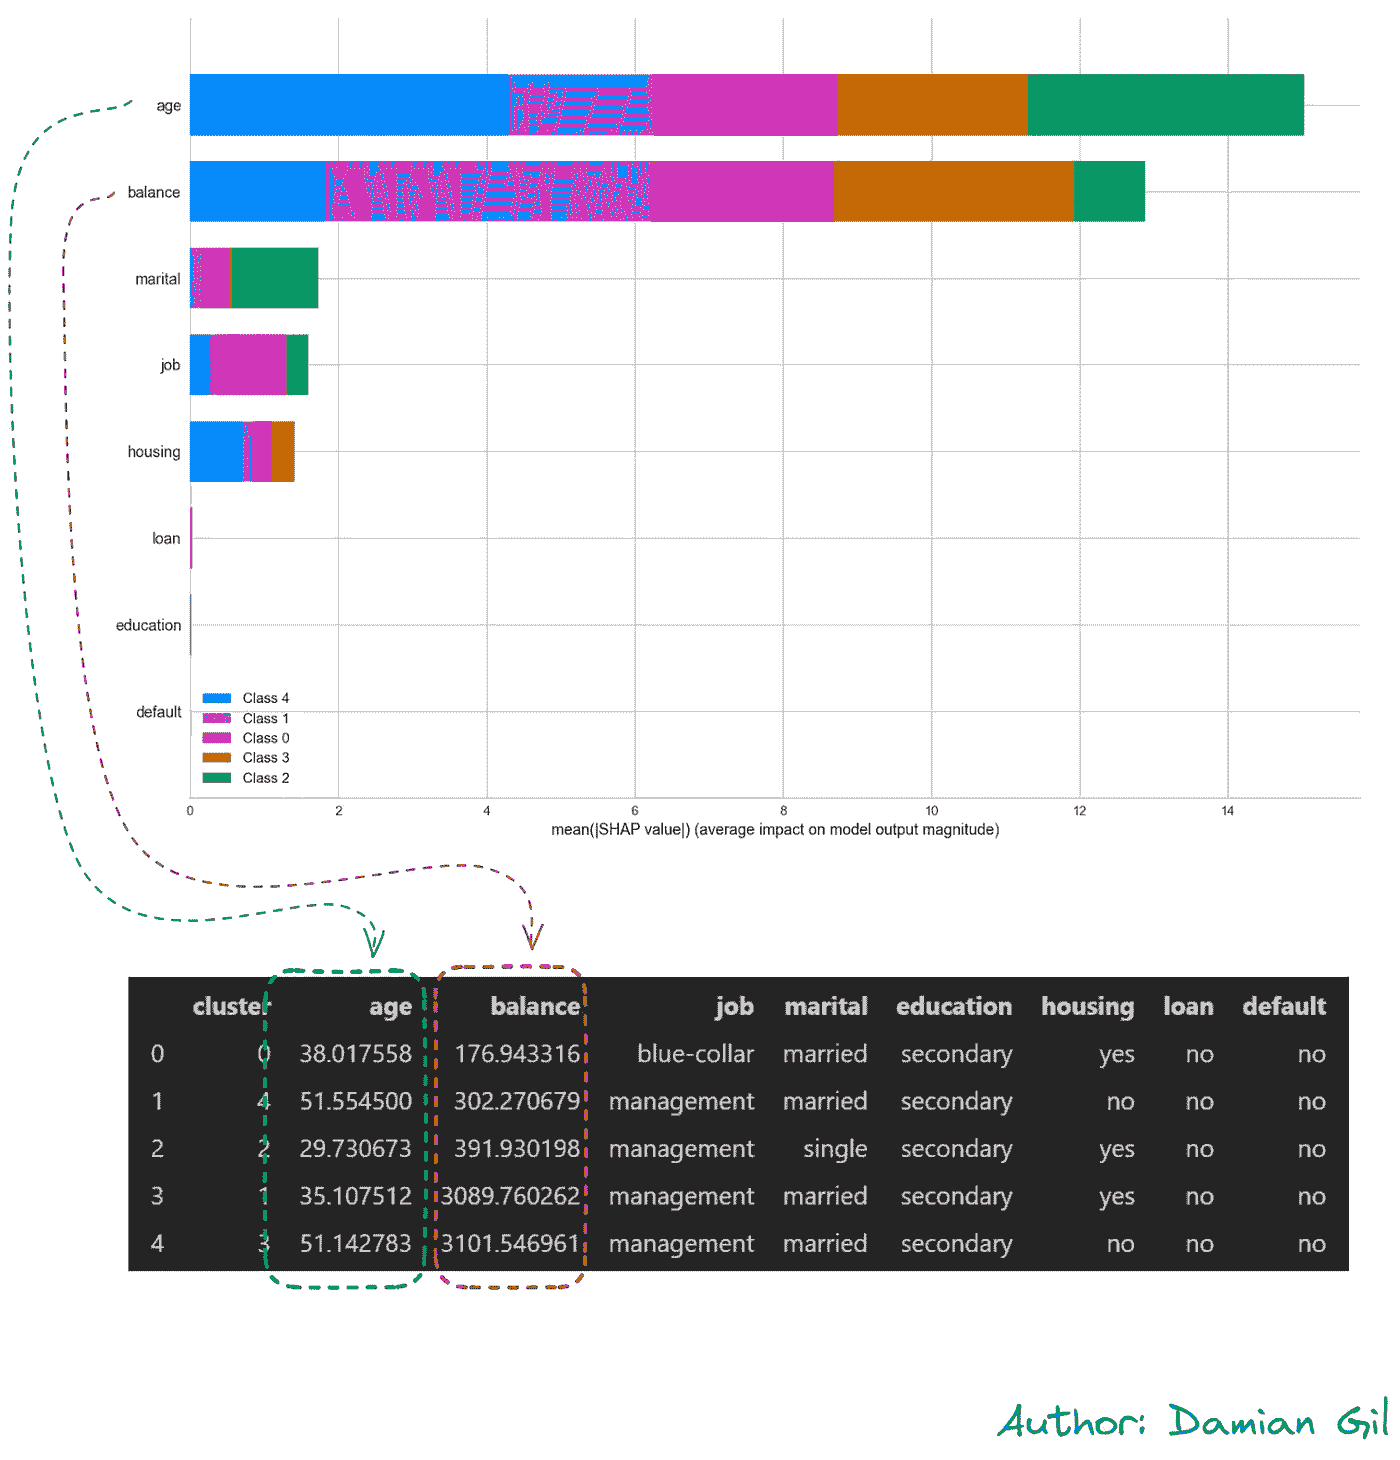 age
balance
marital
job
housing
loan
education
default
Class 4
Class 1
Class 0
Class 3
Class 2
0 2 4 6 8 10 12 14
mean(|SHAP value|) (average impact on model output magnitude)
cluster age balance job marital education housing loan default
0 0 38.017558 176.943316 blue-collar married secondary yes no no
1 4 51.554500 302.270679 management married secondary no no no
2 2 29.730673 391.930198 management single secondary yes no no
3 1 35.107512 3089.760262 management married secondary yes no no
4 3 51.142783 3101.546961 management married secondary no no no
Author: Damian Gil